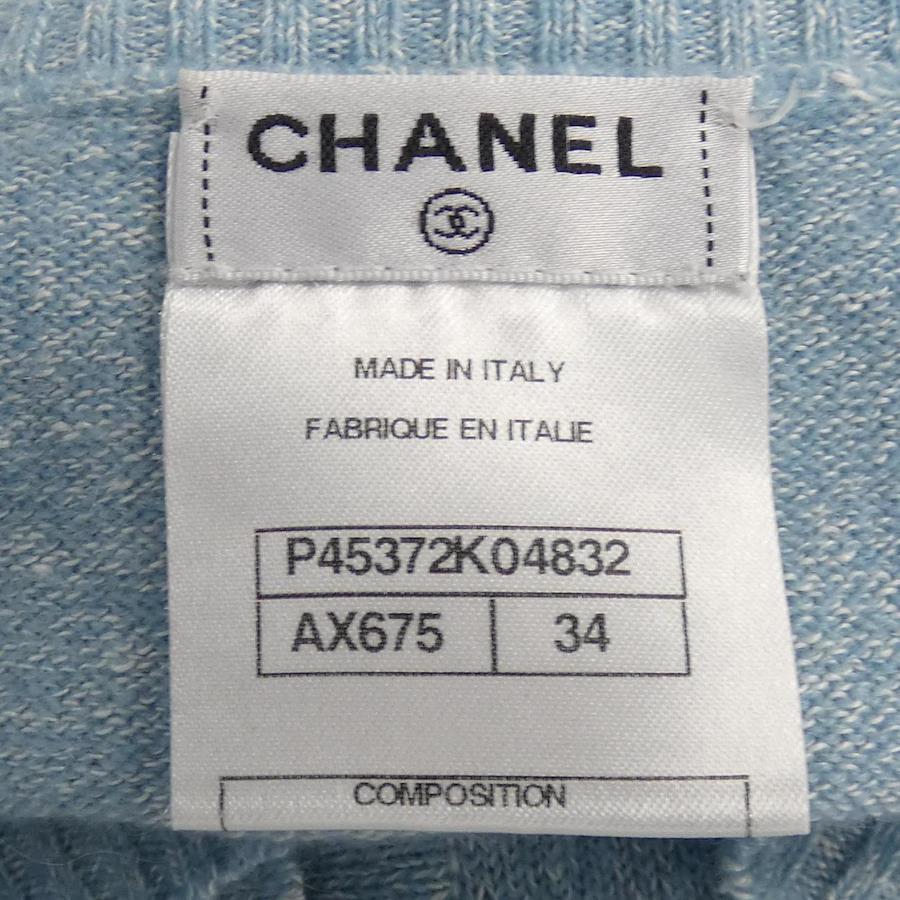 CHANEL
MADE IN ITALY
FABRIQUE EN ITALIE
P45372K04832
AX675 34
COMPOSITION